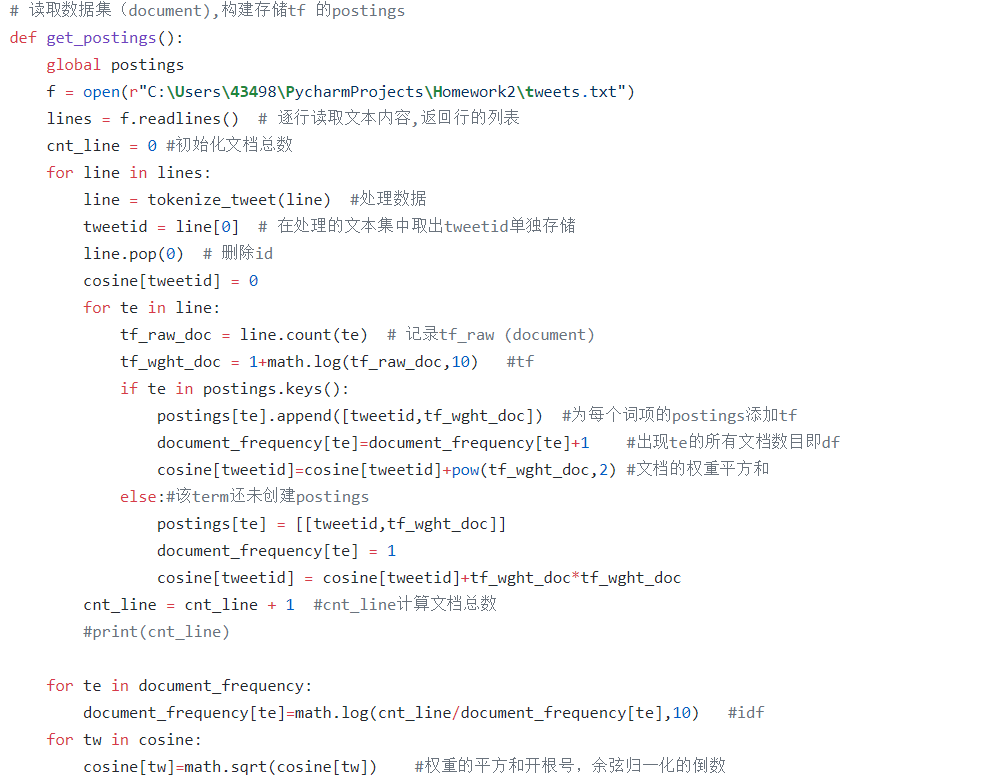 # 读取数据集（document),构建存储tf 的postings
def get_postings():
    global postings
    f = open(r"C:\Users\43498\PycharmProjects\Homework2\tweets.txt")
    lines = f.readlines()  # 逐行读取文本内容,返回行的列表
    cnt_line = 0 #初始化文档总数
    for line in lines:
        line = tokenize_tweet(line)  #处理数据
        tweetid = line[0]  # 在处理的文本集中取出tweetid单独存储
        line.pop(0)  # 删除id
        cosine[tweetid] = 0
        for te in line:
            tf_raw_doc = line.count(te)  # 记录tf_raw (document)
            tf_wght_doc = 1+math.log(tf_raw_doc,10)   #tf
            if te in postings.keys():
                postings[te].append([tweetid,tf_wght_doc])  #为每个词项的postings添加tf
                document_frequency[te]=document_frequency[te]+1    #出现te的所有文档数目即df
                cosine[tweetid]=cosine[tweetid]+pow(tf_wght_doc,2) #文档的权重平方和
            else:#该term还未创建postings
                postings[te] = [[tweetid,tf_wght_doc]]
                document_frequency[te] = 1
                cosine[tweetid] = cosine[tweetid]+tf_wght_doc*tf_wght_doc
        cnt_line = cnt_line + 1  #cnt_line计算文档总数
        #print(cnt_line)

    for te in document_frequency:
        document_frequency[te]=math.log(cnt_line/document_frequency[te],10)   #idf
    for tw in cosine:
        cosine[tw]=math.sqrt(cosine[tw])    #权重的平方和开根号，余弦归一化的倒数